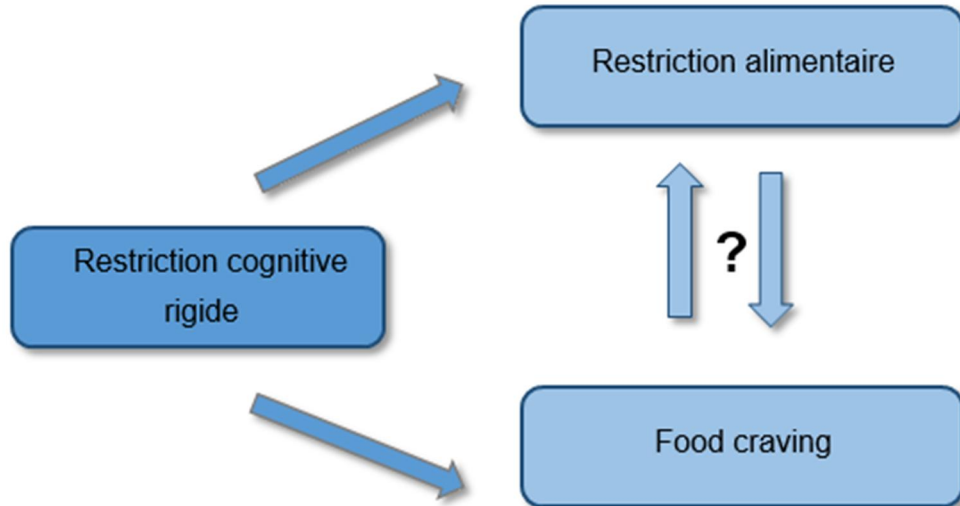 Restriction alimentaire
Restriction cognitive
rigide
?
Food craving